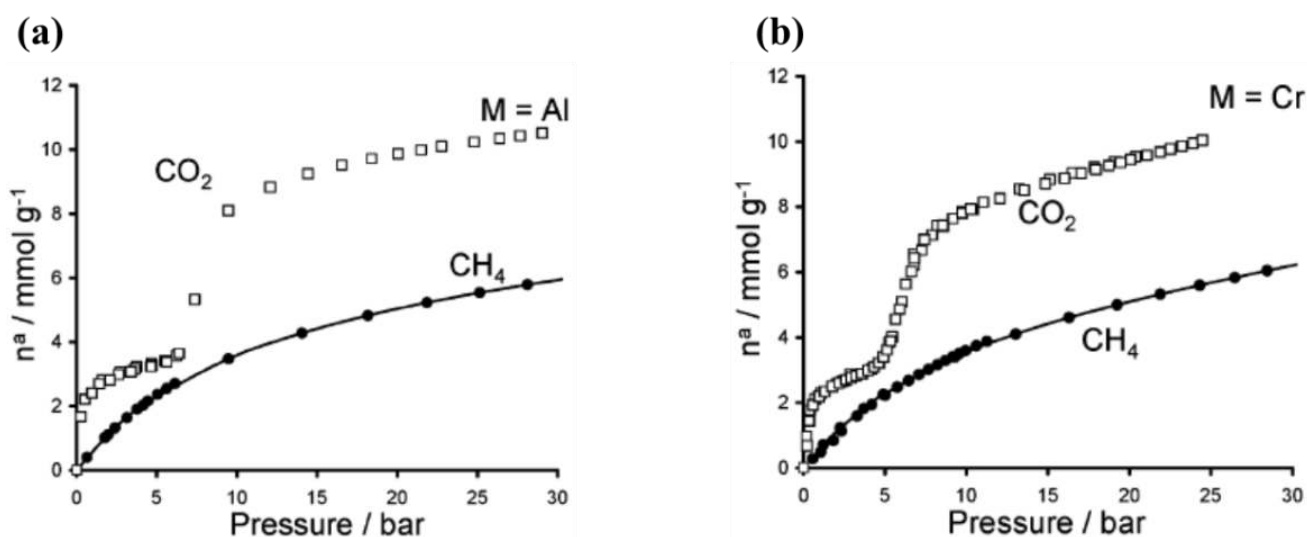 (a)
12
10
8
6
4
2
0
nᵃ / mmol g⁻¹
M = Al
CO₂
CH₄
0 5 10 15 20 25 30
Pressure / bar
(b)
12
10
8
6
4
2
0
nᵃ / mmol g⁻¹
M = Cr
CO₂
CH₄
0 5 10 15 20 25 30
Pressure / bar